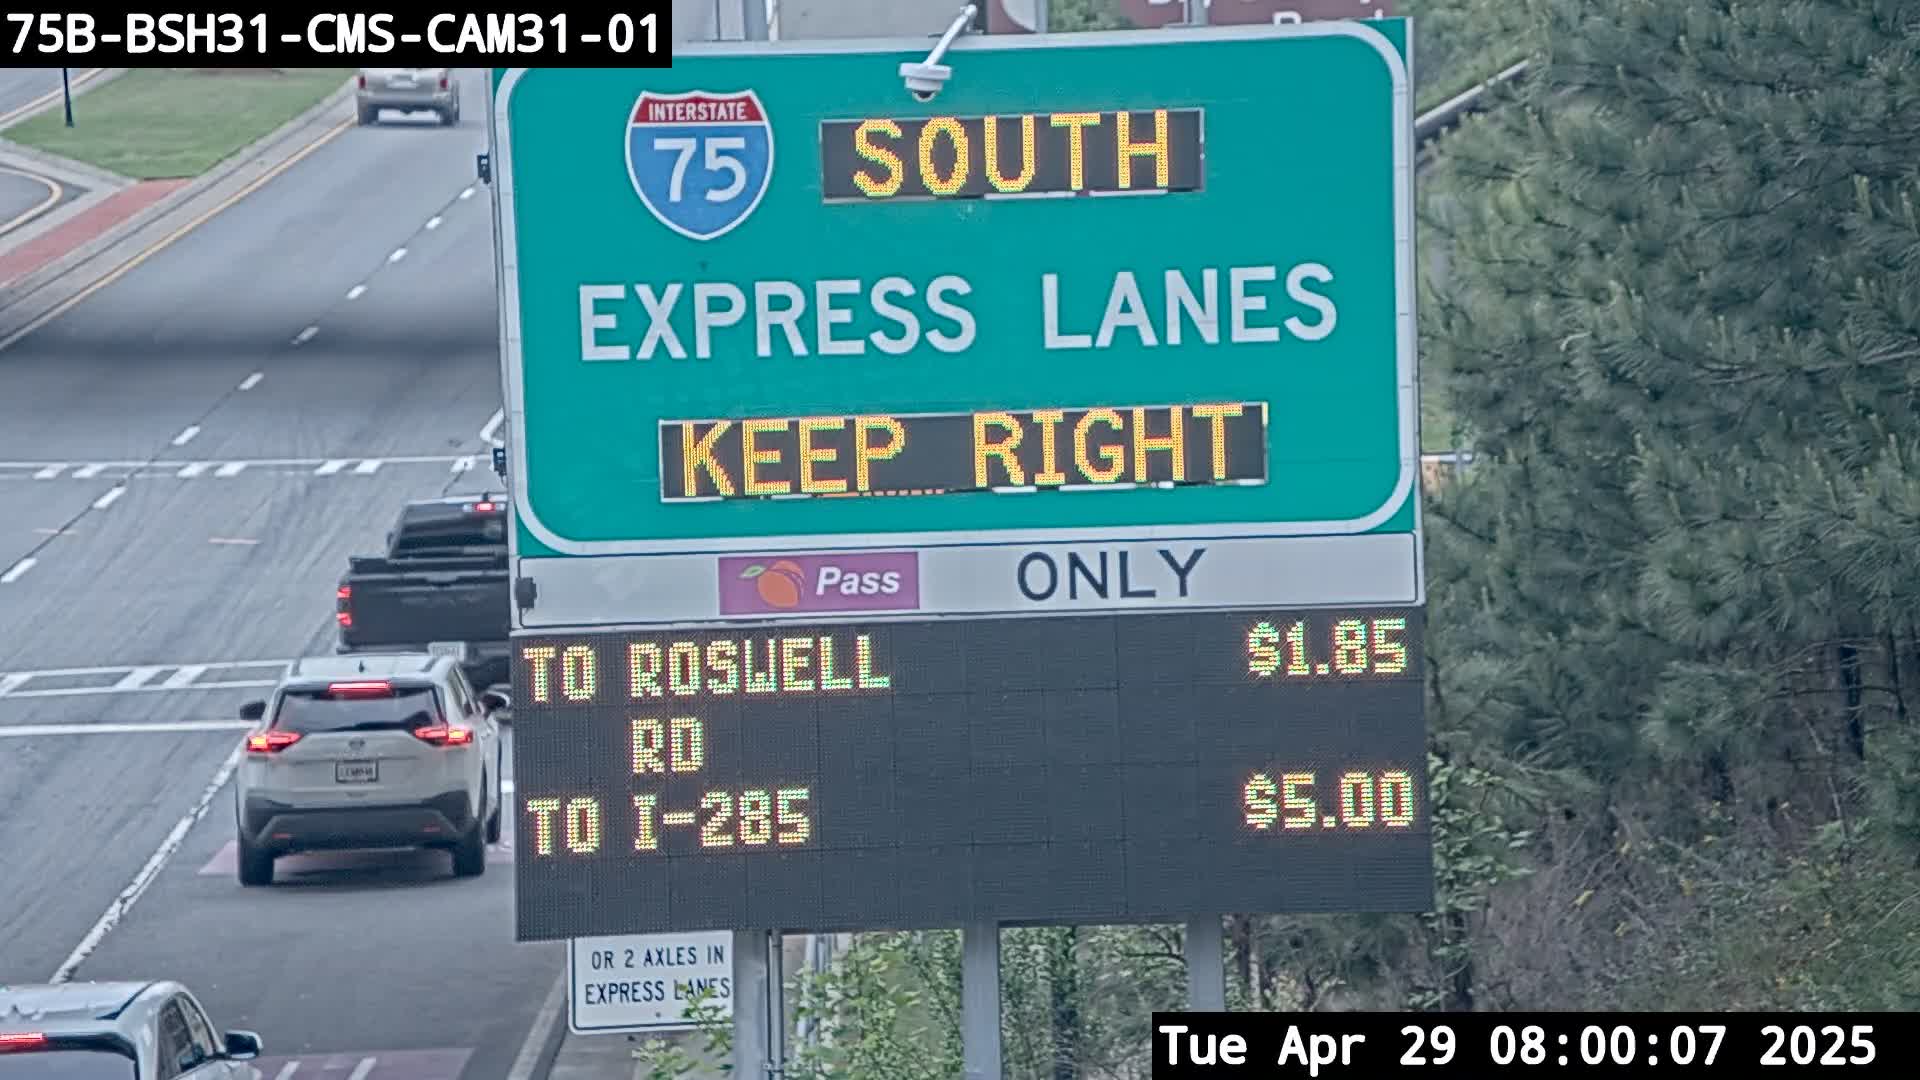 75B-BSH31-CMS-CAM31-01
INTERSTATE
75
SOUTH
EXPRESS LANES
KEEP RIGHT
Pass ONLY
TO ROSWELL $1.85
RD
TO I-285 $5.00
OR 2 AXLES IN
EXPRESS LANES
Tue Apr 29 08:00:07 2025